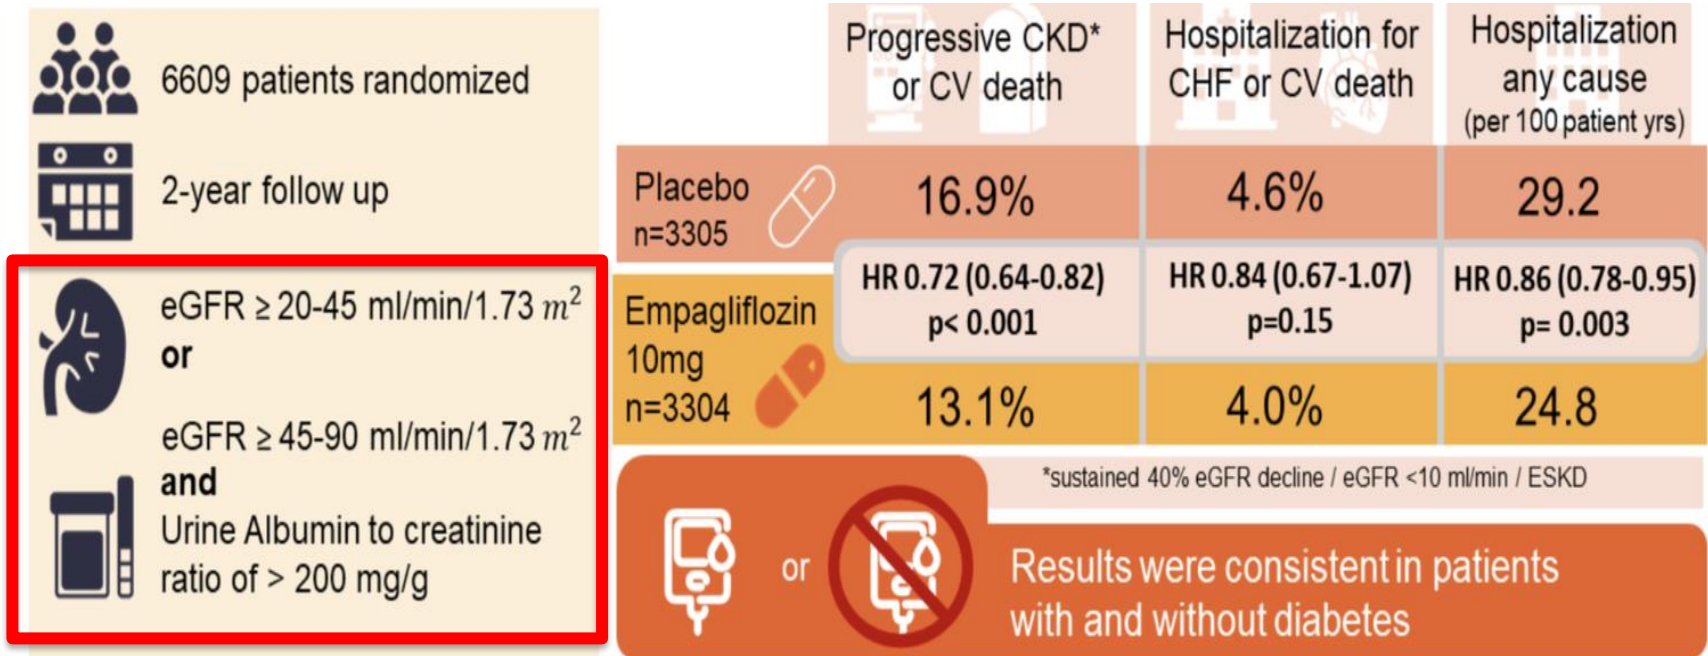 6609 patients randomized
2-year follow up
eGFR ≥ 20-45 ml/min/1.73 m²
or
eGFR ≥ 45-90 ml/min/1.73 m²
and
Urine Albumin to creatinine
ratio of > 200 mg/g
Progressive CKD*
or CV death
Hospitalization for
CHF or CV death
Hospitalization
any cause
(per 100 patient yrs)
Placebo
n=3305
16.9%
4.6%
29.2
HR 0.72 (0.64-0.82)
p< 0.001
HR 0.84 (0.67-1.07)
p=0.15
HR 0.86 (0.78-0.95)
p= 0.003
Empagliflozin
10mg
n=3304
13.1%
4.0%
24.8
*sustained 40% eGFR decline / eGFR <10 ml/min / ESKD
or
Results were consistent in patients
with and without diabetes